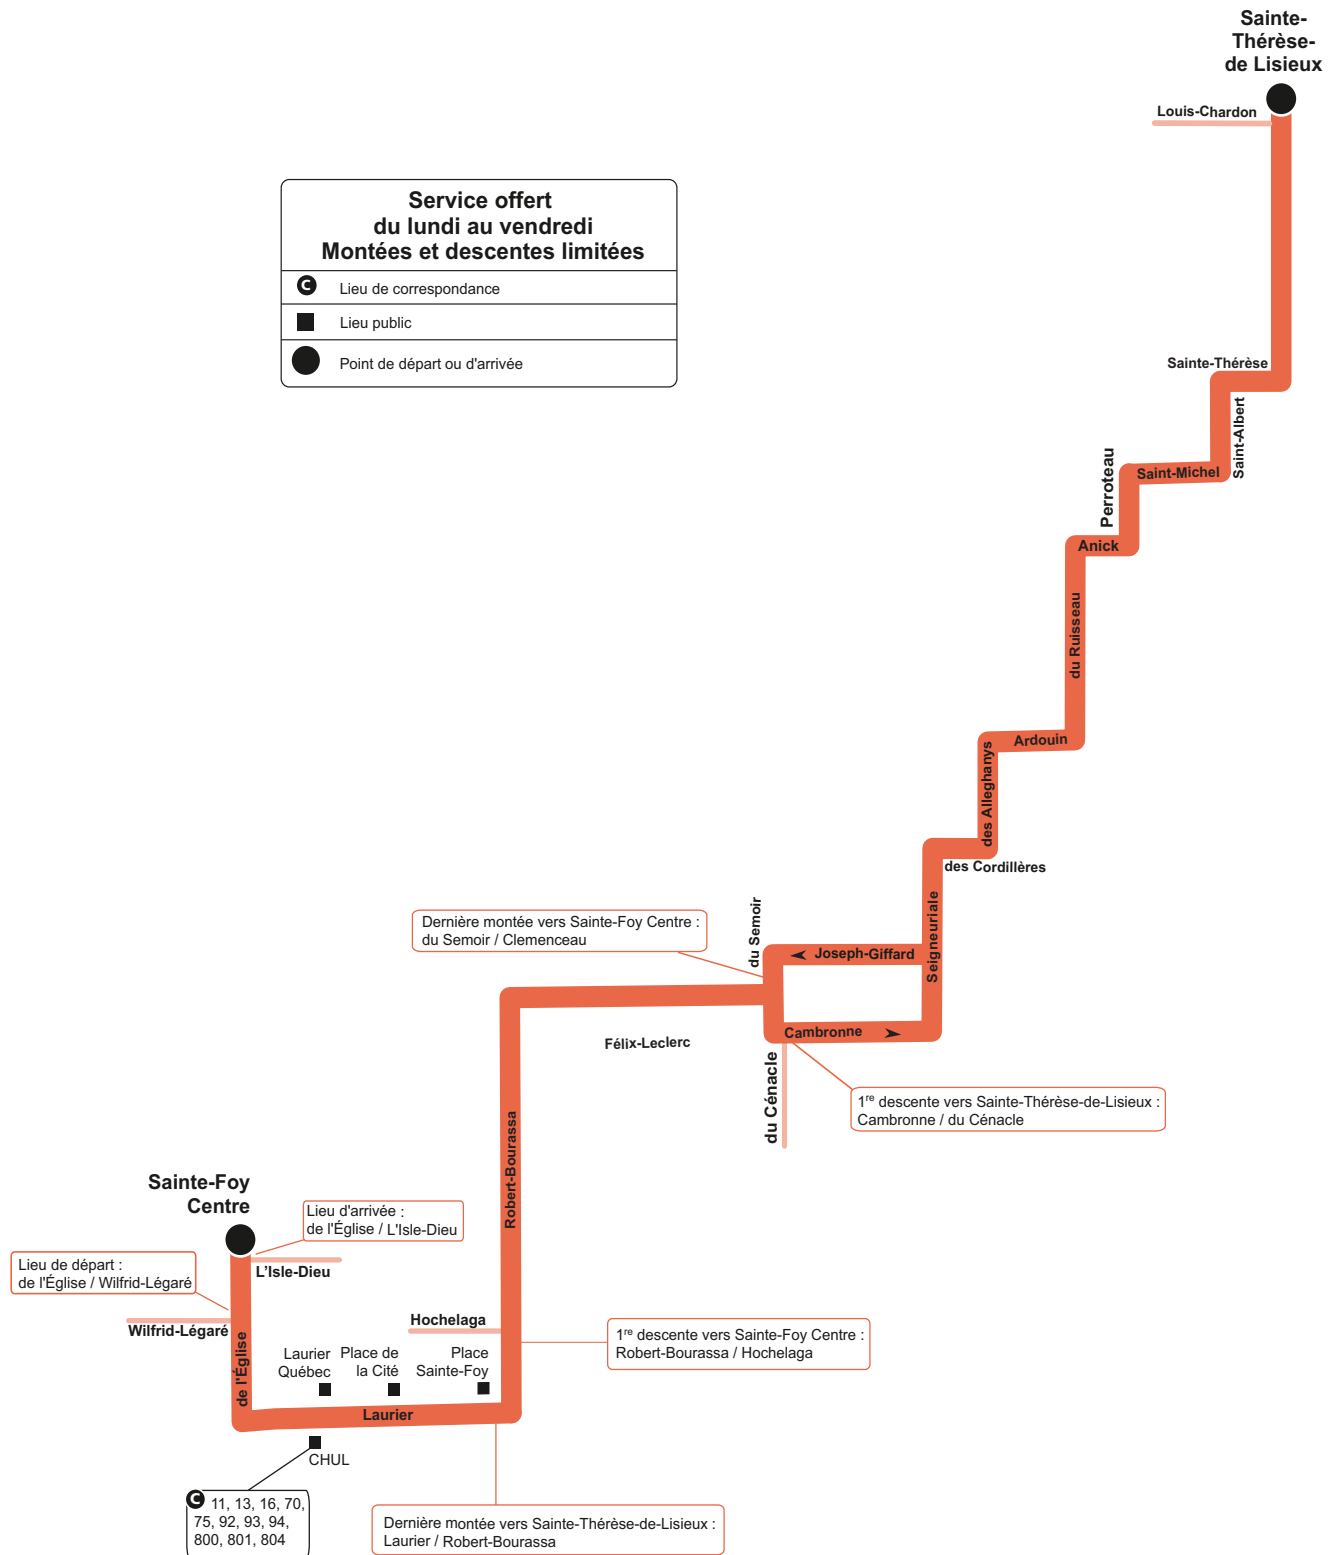 Sainte-
Thérèse-
de Lisieux
Louis-Chardon
Service offert
du lundi au vendredi
Montées et descentes limitées
C Lieu de correspondance
Lieu public
Point de départ ou d'arrivée
Sainte-Thérèse
Saint-Albert
Saint-Michel
Perroteau
Anick
du Ruisseau
Ardouin
des Alleghanys
des Cordillères
Seigneuriale
Dernière montée vers Sainte-Foy Centre :
du Semoir / Clemenceau
du Semoir
Joseph-Giffard
Cambronne
Félix-Leclerc
du Cénacle
1re descente vers Sainte-Thérèse-de-Lisieux :
Cambronne / du Cénacle
Robert-Bourassa
Sainte-Foy
Centre
Lieu d'arrivée :
de l'Église / L'Isle-Dieu
Lieu de départ :
de l'Église / Wilfrid-Légaré
L'Isle-Dieu
Wilfrid-Légaré
Hochelaga
1re descente vers Sainte-Foy Centre :
Robert-Bourassa / Hochelaga
de l'Église
Laurier
Québec
Place de
la Cité
Place
Sainte-Foy
Laurier
CHUL
C 11, 13, 16, 70,
75, 92, 93, 94,
800, 801, 804
Dernière montée vers Sainte-Thérèse-de-Lisieux :
Laurier / Robert-Bourassa